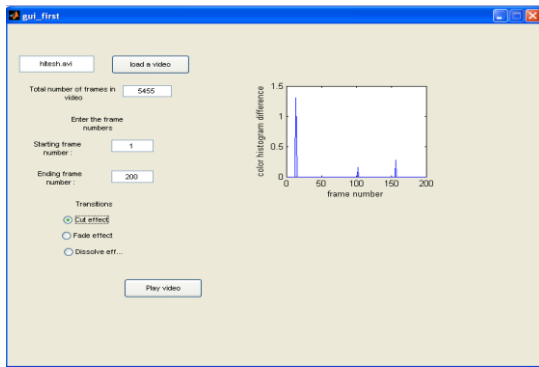 gui_first
hitesh.avi
load a video
Total number of frames in
video
5455
Enter the frame
numbers
Starting frame
number :
1
Ending frame
number :
200
Transitions
Cut effect
Fade effect
Dissolve eff...
Play video
color histogram difference
1.5
1
0.5
0
0 50 100 150 200
frame number